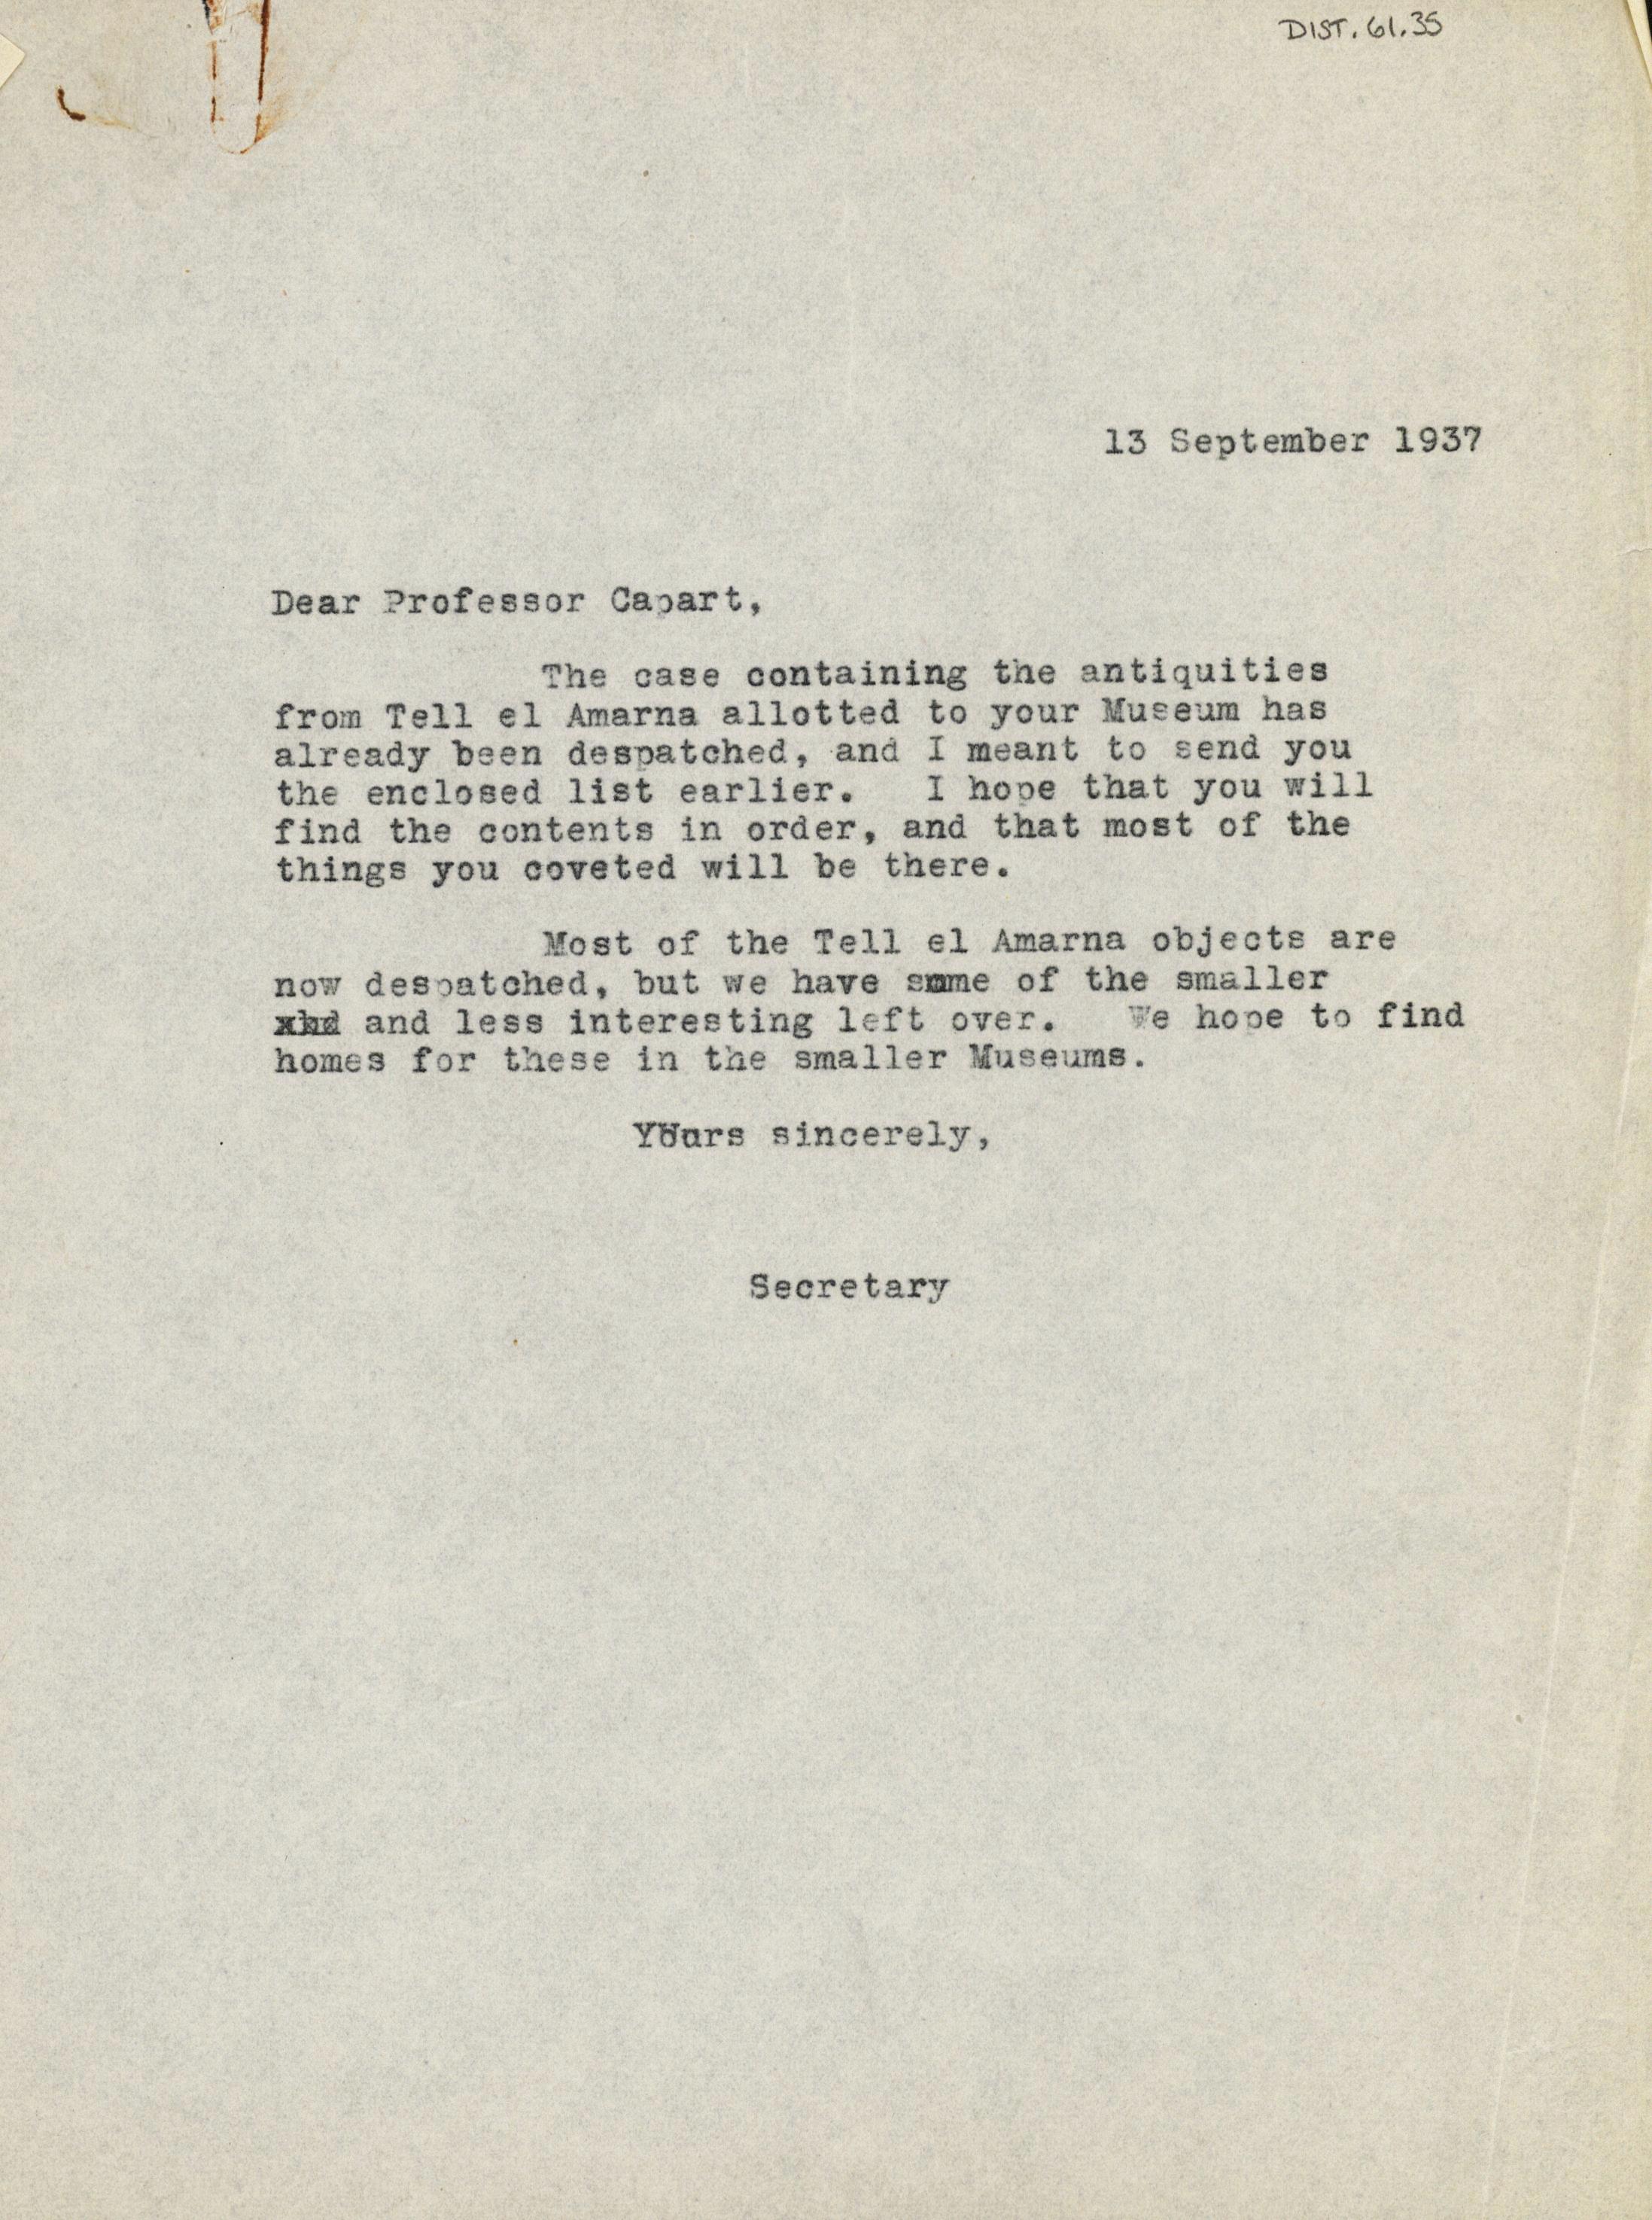 DIST. 61.35
13 September 1937
Dear Professor Capart,
The case containing the antiquities
from Tell el Amarna allotted to your Museum has
already been despatched, and I meant to send you
the enclosed list earlier. I hope that you will
find the contents in order, and that most of the
things you coveted will be there.
Most of the Tell el Amarna objects are
now despatched, but we have some of the smaller
and less interesting left over. We hope to find
homes for these in the smaller Museums.
Yours sincerely,
Secretary